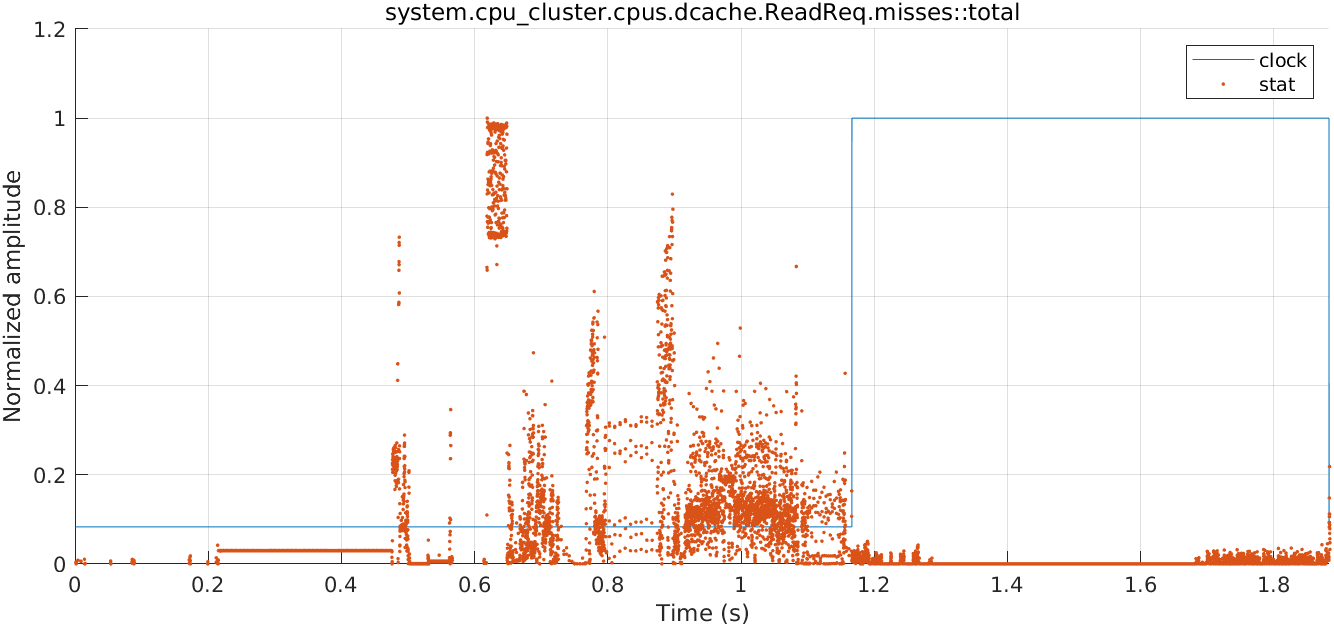 system.cpu_cluster.cpus.dcache.ReadReq.misses::total
1.2
1
0.8
0.6
0.4
0.2
0
Normalized amplitude
clock
stat
0 0.2 0.4 0.6 0.8 1 1.2 1.4 1.6 1.8
Time (s)